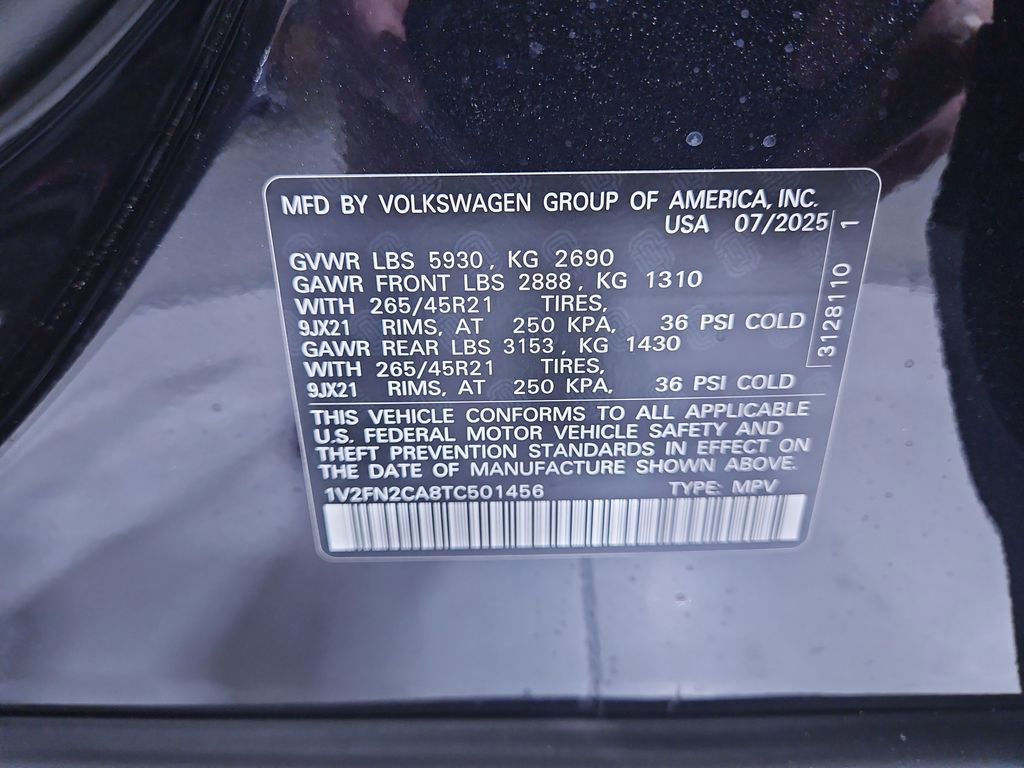 MFD BY VOLKSWAGEN GROUP OF AMERICA, INC.
USA 07/2025
GVWR LBS 5930, KG 2690
GAWR FRONT LBS 2888, KG 1310
WITH 265/45R21 TIRES,
9JX21 RIMS, AT 250 KPA, 36 PSI COLD
GAWR REAR LBS 3153, KG 1430
WITH 265/45R21 TIRES,
9JX21 RIMS, AT 250 KPA, 36 PSI COLD
3128110 1
THIS VEHICLE CONFORMS TO ALL APPLICABLE
U.S. FEDERAL MOTOR VEHICLE SAFETY AND
THEFT PREVENTION STANDARDS IN EFFECT ON
THE DATE OF MANUFACTURE SHOWN ABOVE.
1V2FN2CA8TC501456 TYPE: MPV